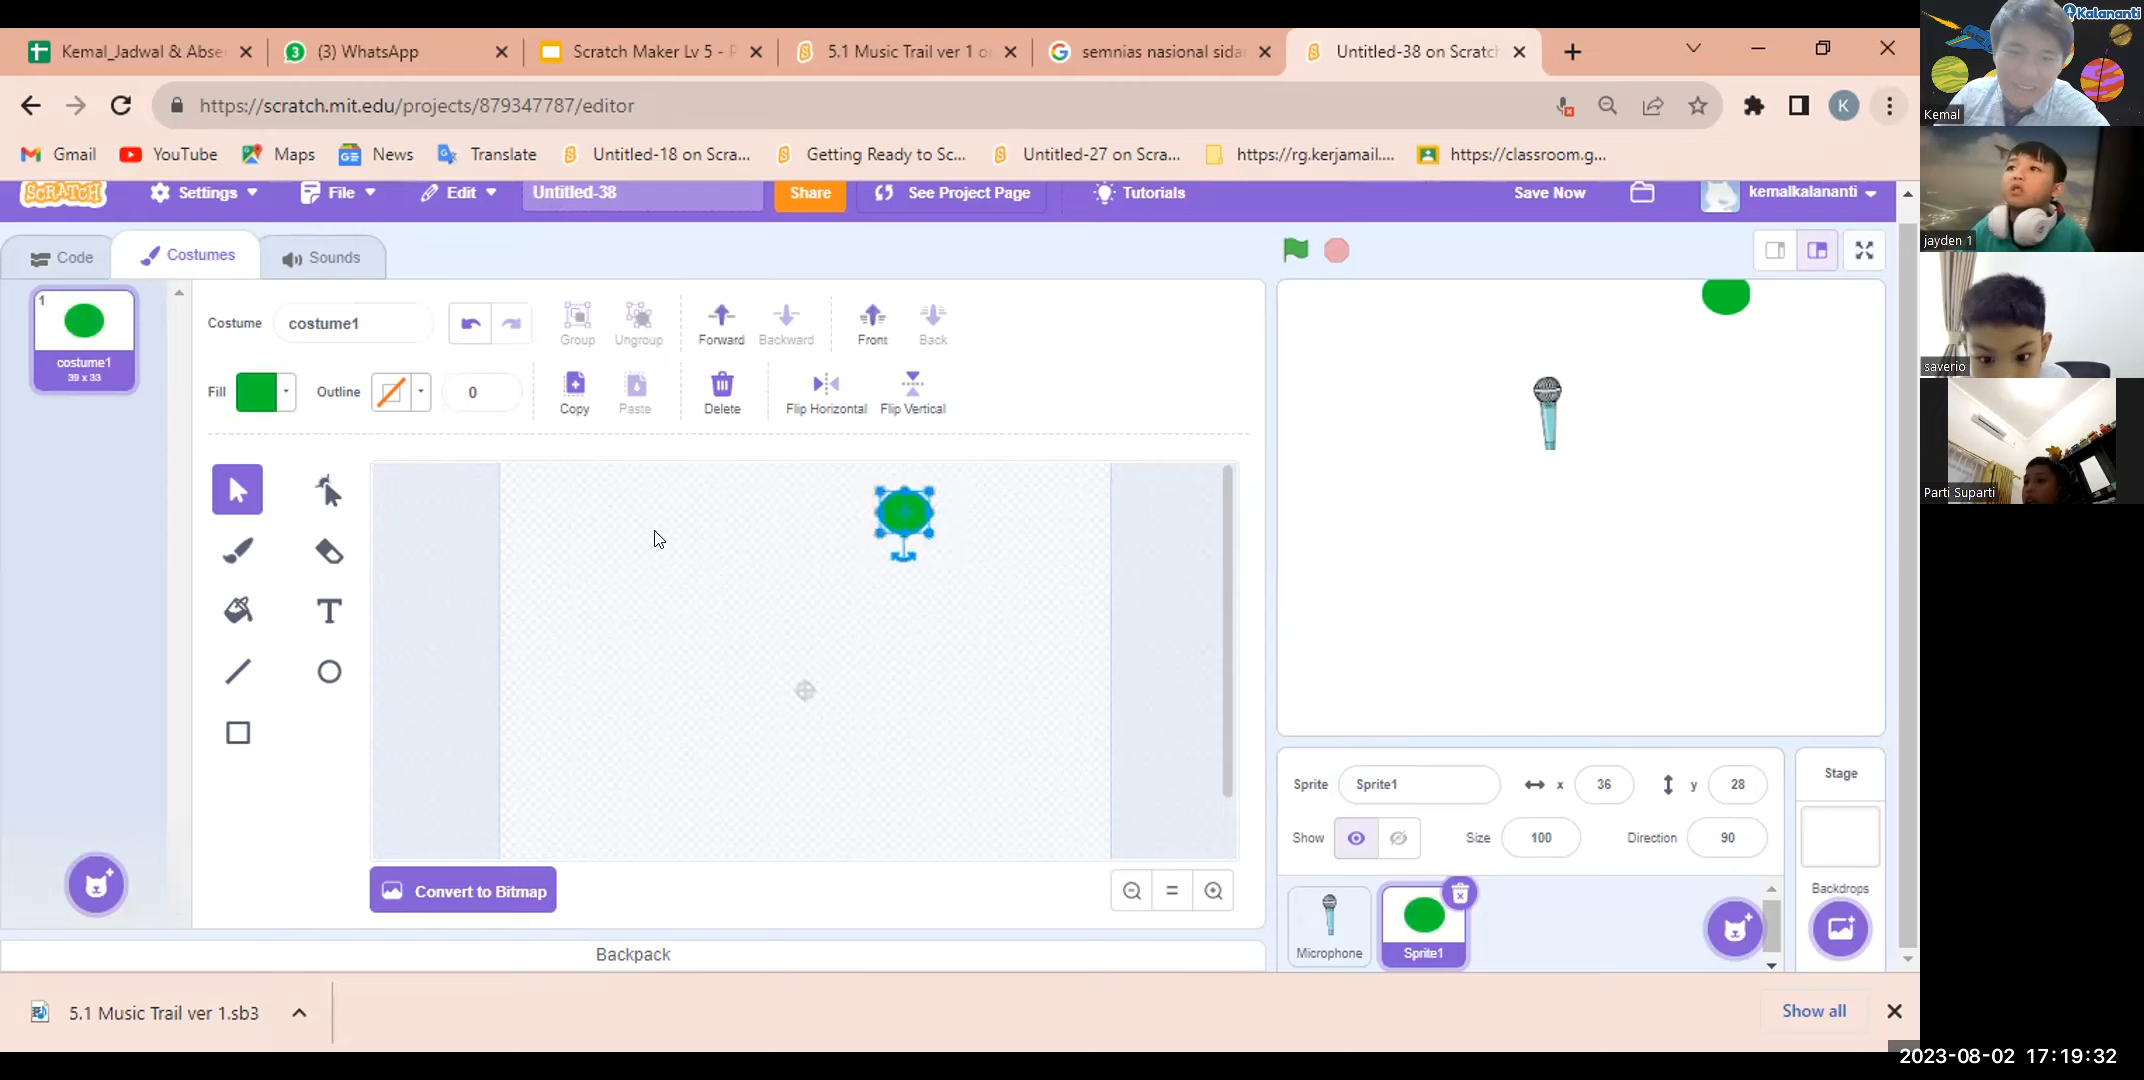 Kemal_Jadwal & Abse
(3) WhatsApp
Scratch Maker Lv 5 - P
5.1 Music Trail ver 1 o
semnias nasional sida
Untitled-38 on Scratch
https://scratch.mit.edu/projects/879347787/editor
K
Gmail
YouTube
Maps
News
Translate
Untitled-18 on Scra...
Getting Ready to Sc...
Untitled-27 on Scra...
https://rg.kerjamail....
https://classroom.g...
SCRATCH
Settings
File
Edit
Untitled-38
Share
See Project Page
Tutorials
Save Now
kemalkalananti
Code
Costumes
Sounds
1
costume1
39 x 33
Costume
costume1
Group
Ungroup
Forward
Backward
Front
Back
Fill
Outline
0
Copy
Paste
Delete
Flip Horizontal
Flip Vertical
T
Convert to Bitmap
Backpack
Sprite
Sprite1
x
36
y
28
Show
Size
100
Direction
90
Microphone
Sprite1
Stage
Backdrops
5.1 Music Trail ver 1.sb3
Show all
Kalananti
Kemal
jayden 1
saverio
Parti Suparti
2023-08-02 17:19:32